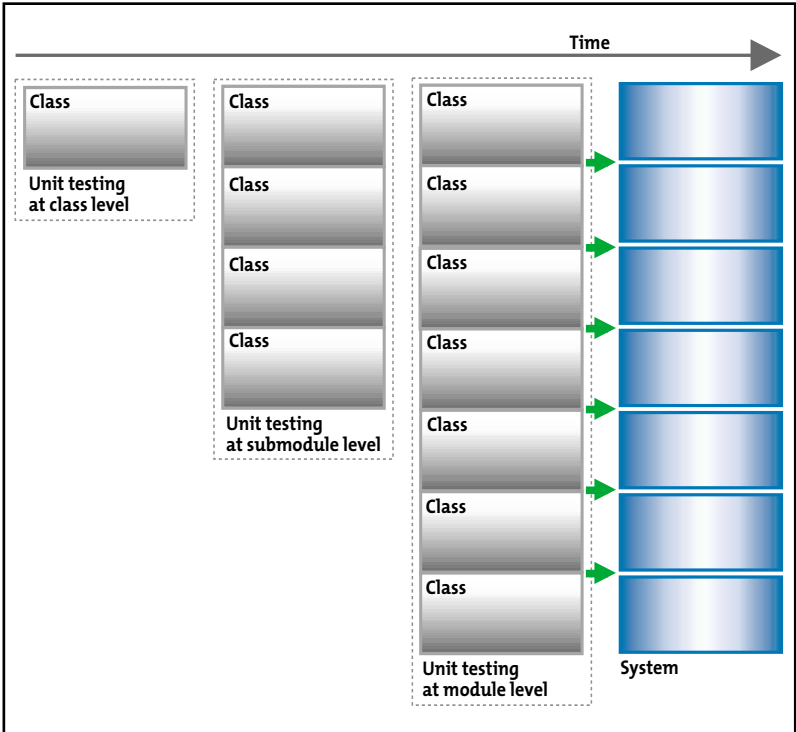 Time
Class
Unit testing
at class level
Class
Class
Class
Class
Unit testing
at submodule level
Class
Class
Class
Class
Class
Class
Class
Unit testing
at module level
System